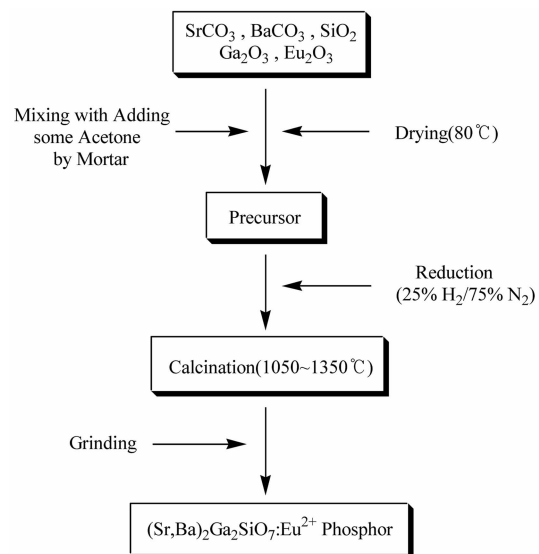 SrCO₃ , BaCO₃ , SiO₂
Ga₂O₃ , Eu₂O₃
Mixing with Adding
some Acetone
by Mortar
Drying(80℃)
Precursor
Reduction
(25% H₂/75% N₂)
Calcination(1050~1350℃)
Grinding
(Sr,Ba)₂Ga₂SiO₇:Eu²⁺ Phosphor